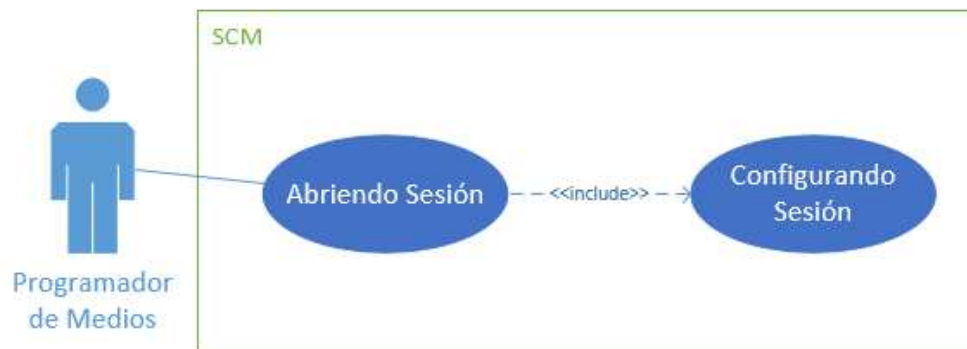 SCM
Abriendo Sesión
<<include>>
Configurando
Sesión
Programador
de Medios